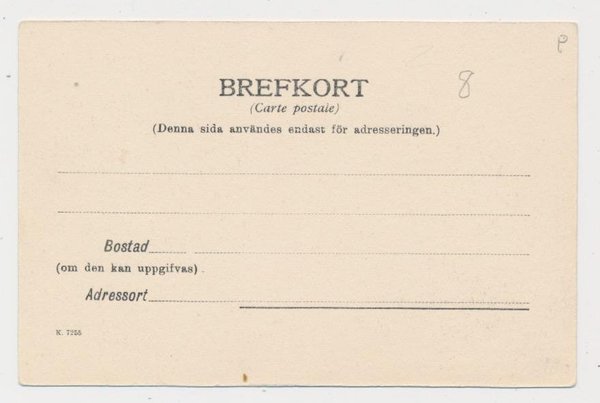 P
8
BREFKORT
(Carte postale)
(Denna sida användes endast för adresseringen.)
Bostad
(om den kan uppgifvas).
Adressort
K. 7258